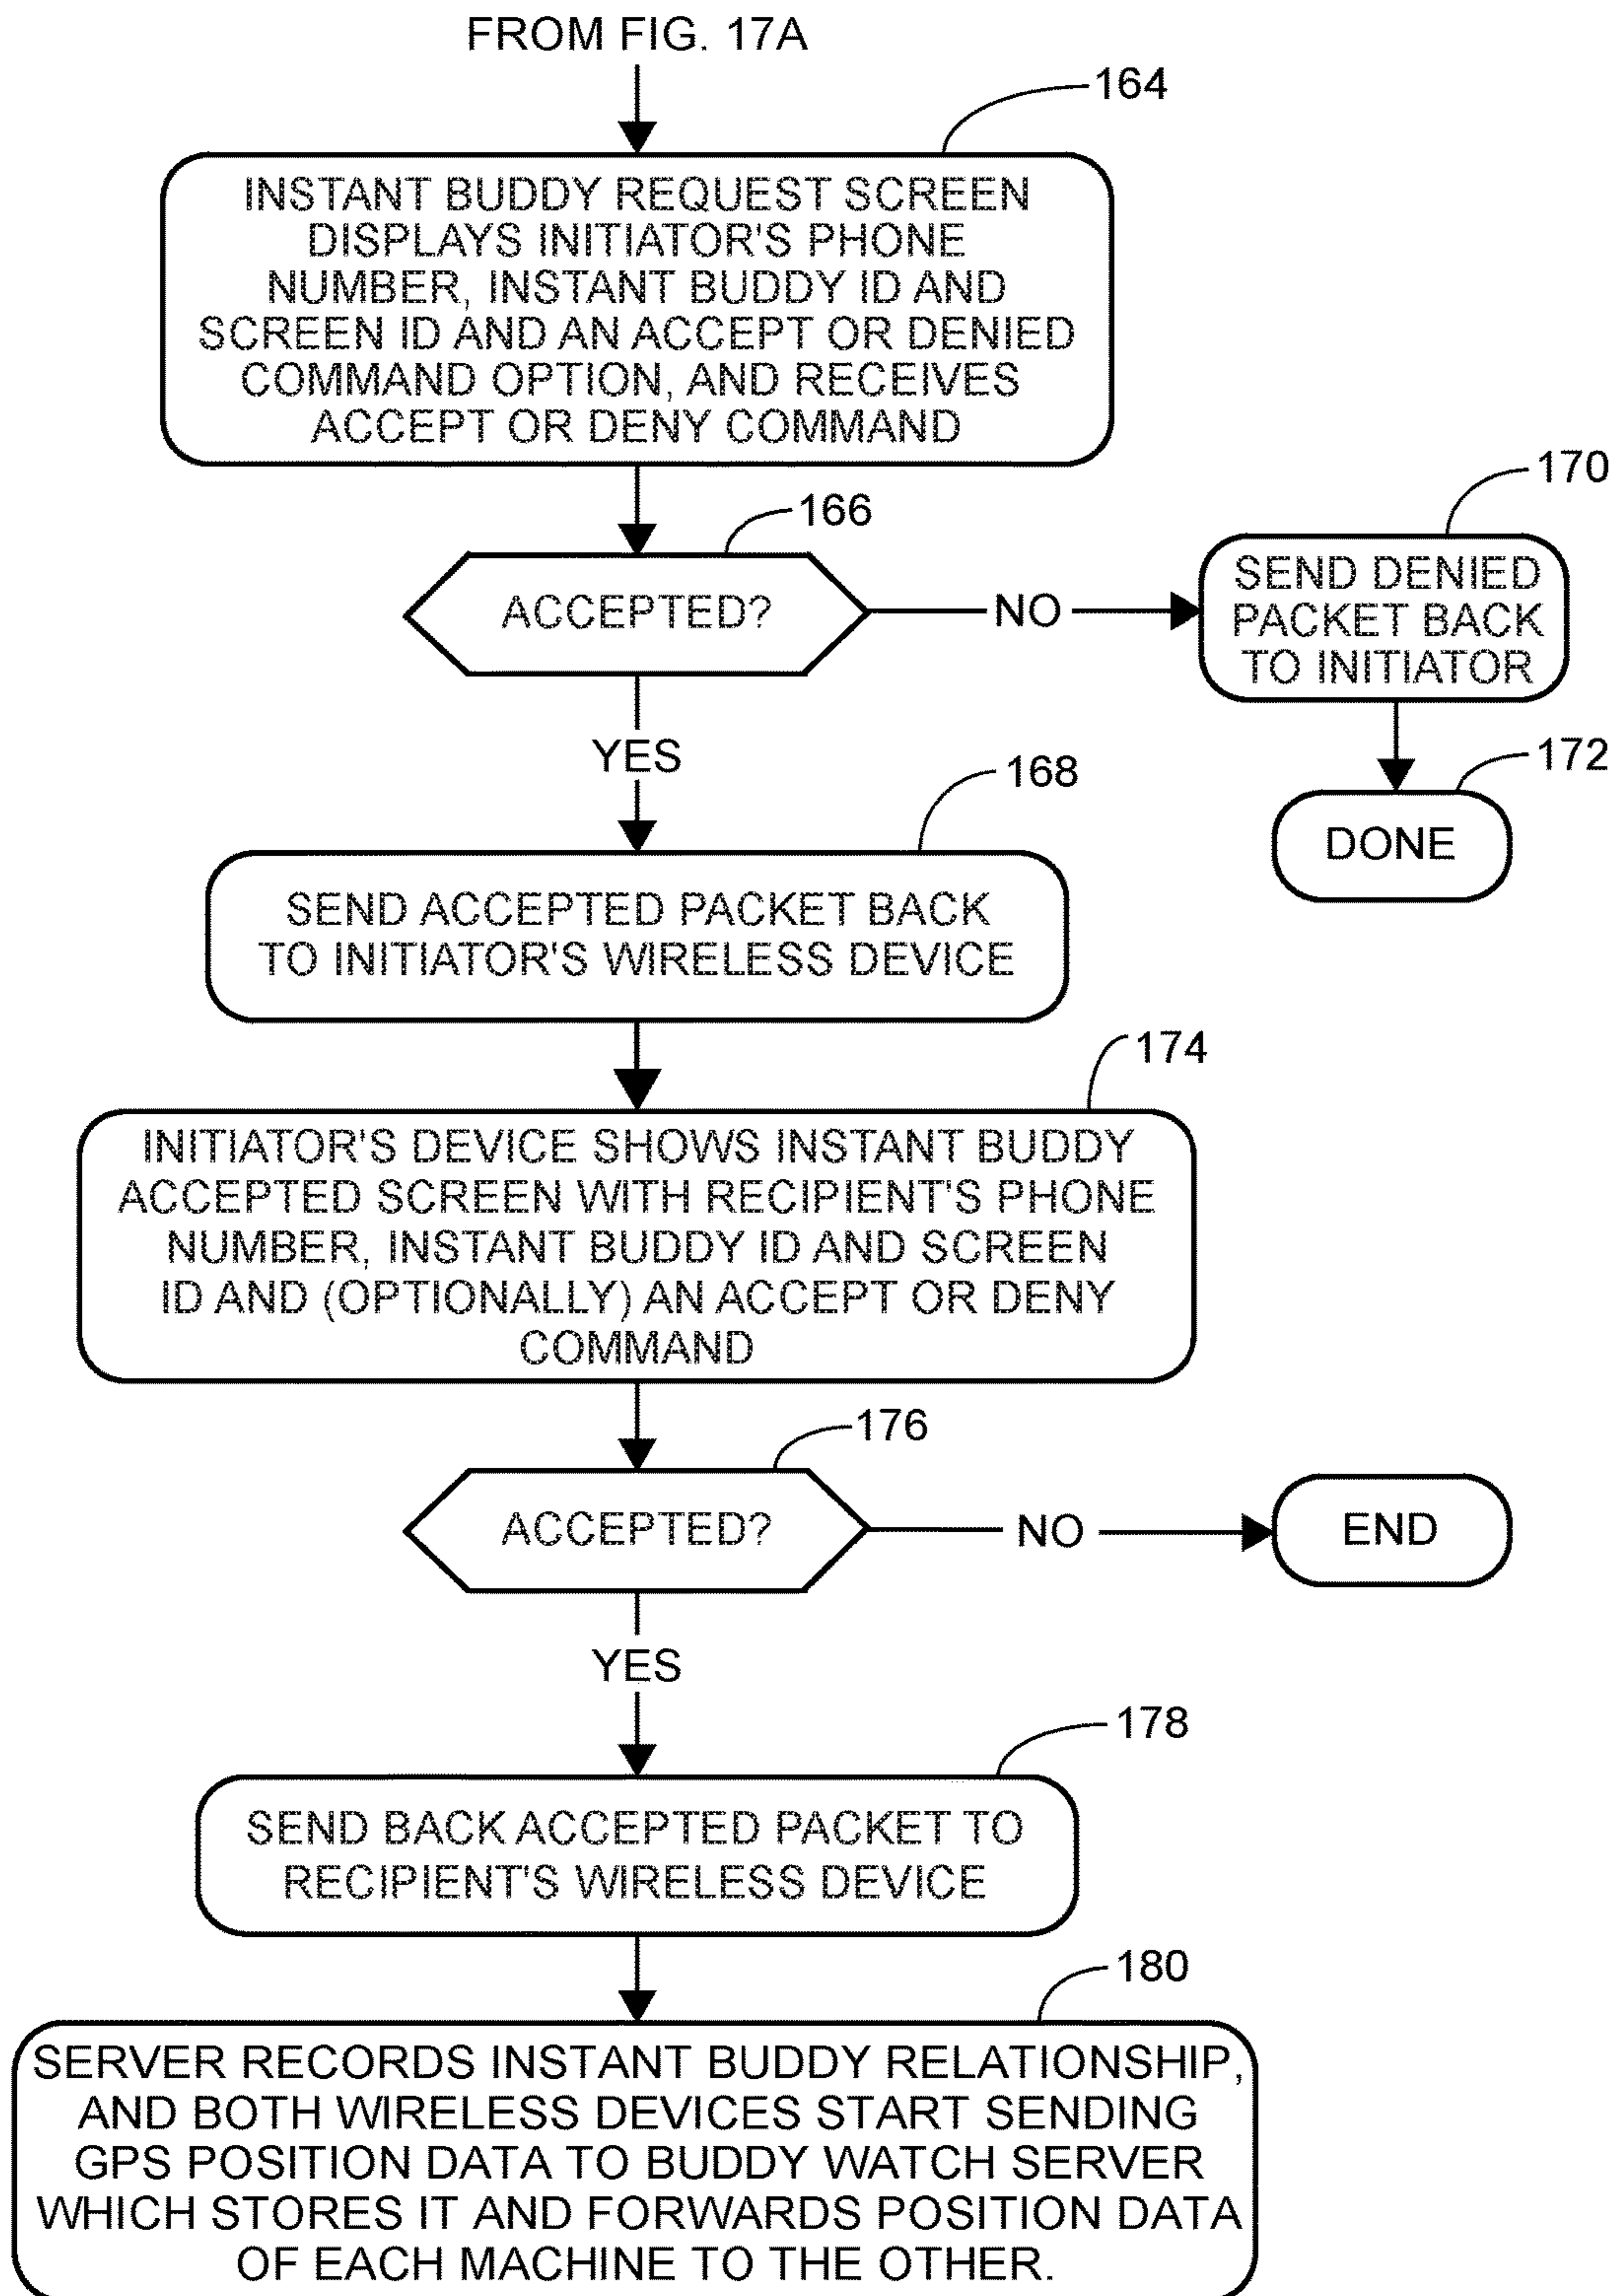 FROM FIG. 17A
164
INSTANT BUDDY REQUEST SCREEN
DISPLAYS INITIATOR'S PHONE
NUMBER, INSTANT BUDDY ID AND
SCREEN ID AND AN ACCEPT OR DENIED
COMMAND OPTION, AND RECEIVES
ACCEPT OR DENY COMMAND
166
ACCEPTED?
NO
170
SEND DENIED
PACKET BACK
TO INITIATOR
172
DONE
YES
168
SEND ACCEPTED PACKET BACK
TO INITIATOR'S WIRELESS DEVICE
174
INITIATOR'S DEVICE SHOWS INSTANT BUDDY
ACCEPTED SCREEN WITH RECIPIENT'S PHONE
NUMBER, INSTANT BUDDY ID AND SCREEN
ID AND (OPTIONALLY) AN ACCEPT OR DENY
COMMAND
176
ACCEPTED?
NO
END
YES
178
SEND BACK ACCEPTED PACKET TO
RECIPIENT'S WIRELESS DEVICE
180
SERVER RECORDS INSTANT BUDDY RELATIONSHIP,
AND BOTH WIRELESS DEVICES START SENDING
GPS POSITION DATA TO BUDDY WATCH SERVER
WHICH STORES IT AND FORWARDS POSITION DATA
OF EACH MACHINE TO THE OTHER.